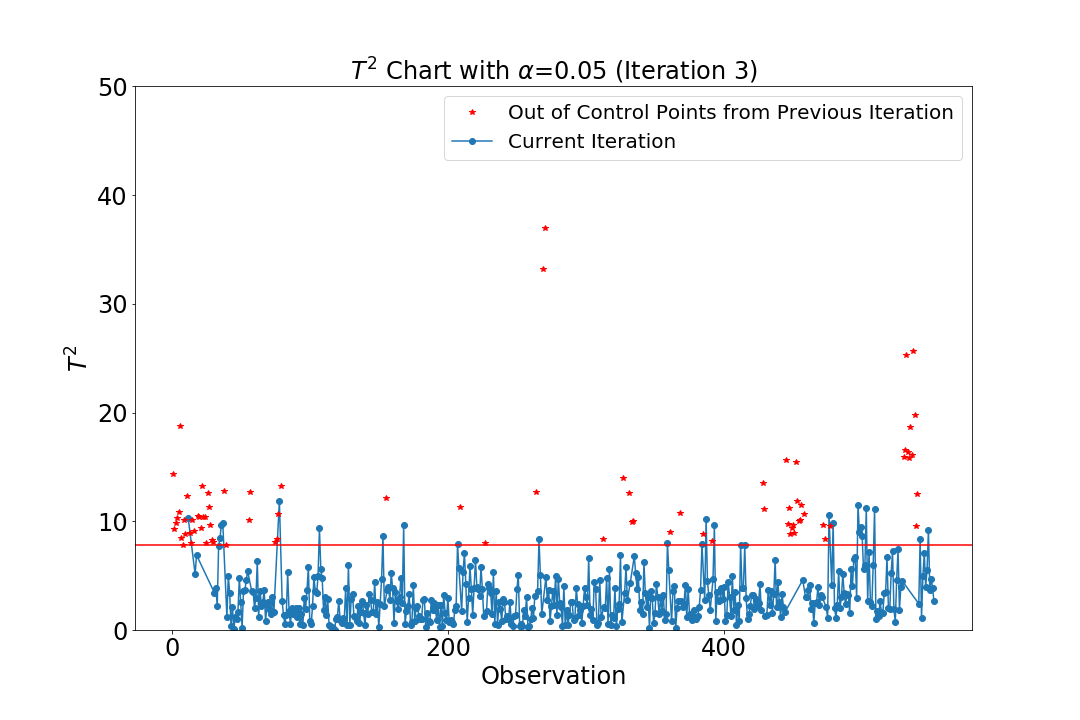 T² Chart with α=0.05 (Iteration 3)
Out of Control Points from Previous Iteration
Current Iteration
50
40
30
20
10
0
T²
0 200 400
Observation